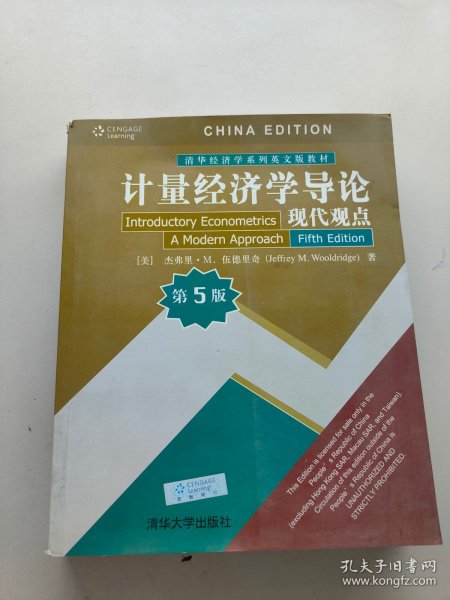 CENGAGE
Learning
CHINA EDITION
清华经济学系列英文版教材
计量经济学导论
Introductory Econometrics
现代观点
A Modern Approach
Fifth Edition
[美] 杰弗里·M. 伍德里奇 (Jeffrey M. Wooldridge) 著
第5版
This Edition is licensed for sale only in the
People's Republic of China
(excluding Hong Kong SAR, Macao SAR, and Taiwan).
Circulation of this edition outside of the
People's Republic of China is
UNAUTHORIZED AND
STRICTLY PROHIBITED.
CENGAGE
Learning
清华大学出版社
孔夫子旧书网
www.kongfz.com